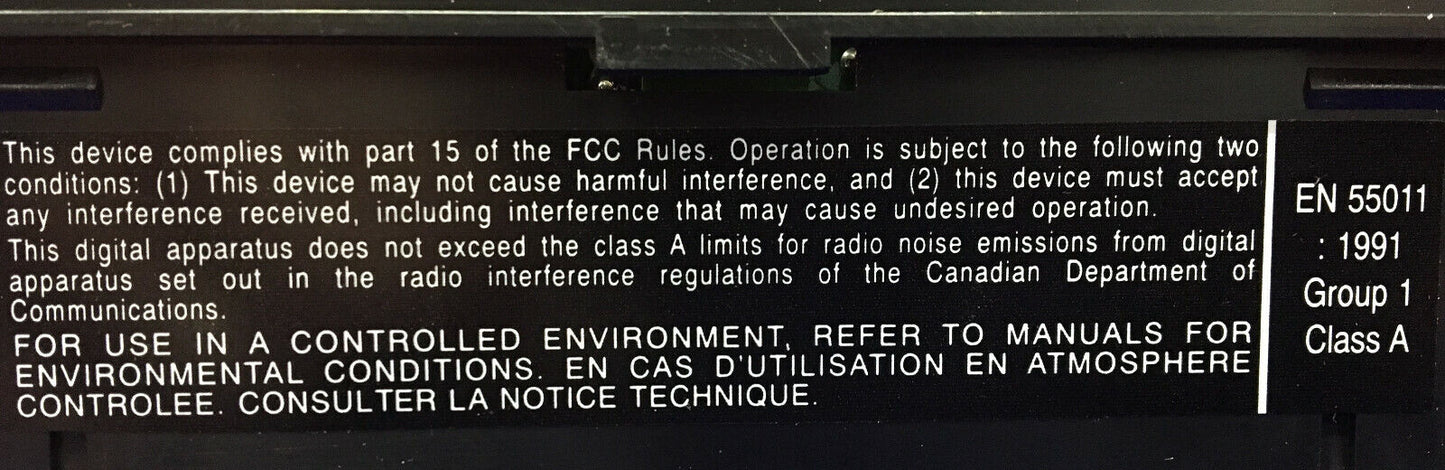 This device complies with part 15 of the FCC Rules. Operation is subject to the following two
conditions: (1) This device may not cause harmful interference, and (2) this device must accept
any interference received, including interference that may cause undesired operation.
This digital apparatus does not exceed the class A limits for radio noise emissions from digital
apparatus set out in the radio interference regulations of the Canadian Department of
Communications.
FOR USE IN A CONTROLLED ENVIRONMENT, REFER TO MANUALS FOR
ENVIRONMENTAL CONDITIONS. EN CAS D'UTILISATION EN ATMOSPHERE
CONTROLEE. CONSULTER LA NOTICE TECHNIQUE.
EN 55011
: 1991
Group 1
Class A